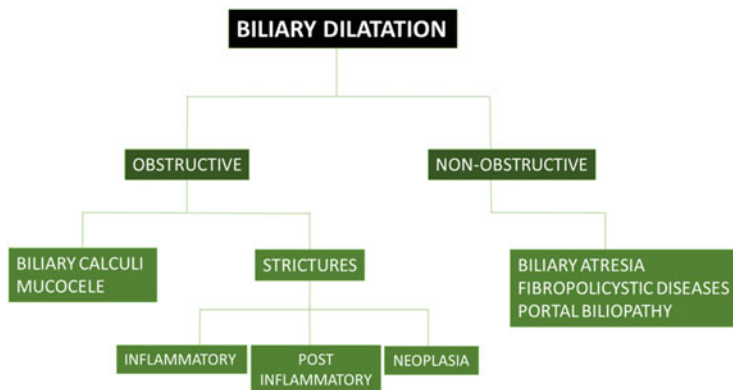 BILIARY DILATATION
OBSTRUCTIVE
NON-OBSTRUCTIVE
BILIARY CALCULI
MUCOCELE
STRICTURES
BILIARY ATRESIA
FIBROPOLICYSTIC DISEASES
PORTAL BILIOPATHY
INFLAMMATORY
POST
INFLAMMATORY
NEOPLASIA